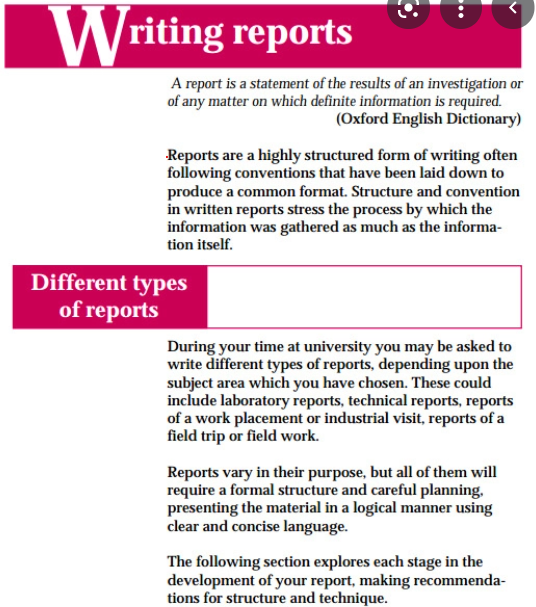 Writing reports
A report is a statement of the results of an investigation or
of any matter on which definite information is required.
(Oxford English Dictionary)
Reports are a highly structured form of writing often
following conventions that have been laid down to
produce a common format. Structure and convention
in written reports stress the process by which the
information was gathered as much as the informa-
tion itself.
Different types
of reports
During your time at university you may be asked to
write different types of reports, depending upon the
subject area which you have chosen. These could
include laboratory reports, technical reports, reports
of a work placement or industrial visit, reports of a
field trip or field work.
Reports vary in their purpose, but all of them will
require a formal structure and careful planning,
presenting the material in a logical manner using
clear and concise language.
The following section explores each stage in the
development of your report, making recommenda-
tions for structure and technique.